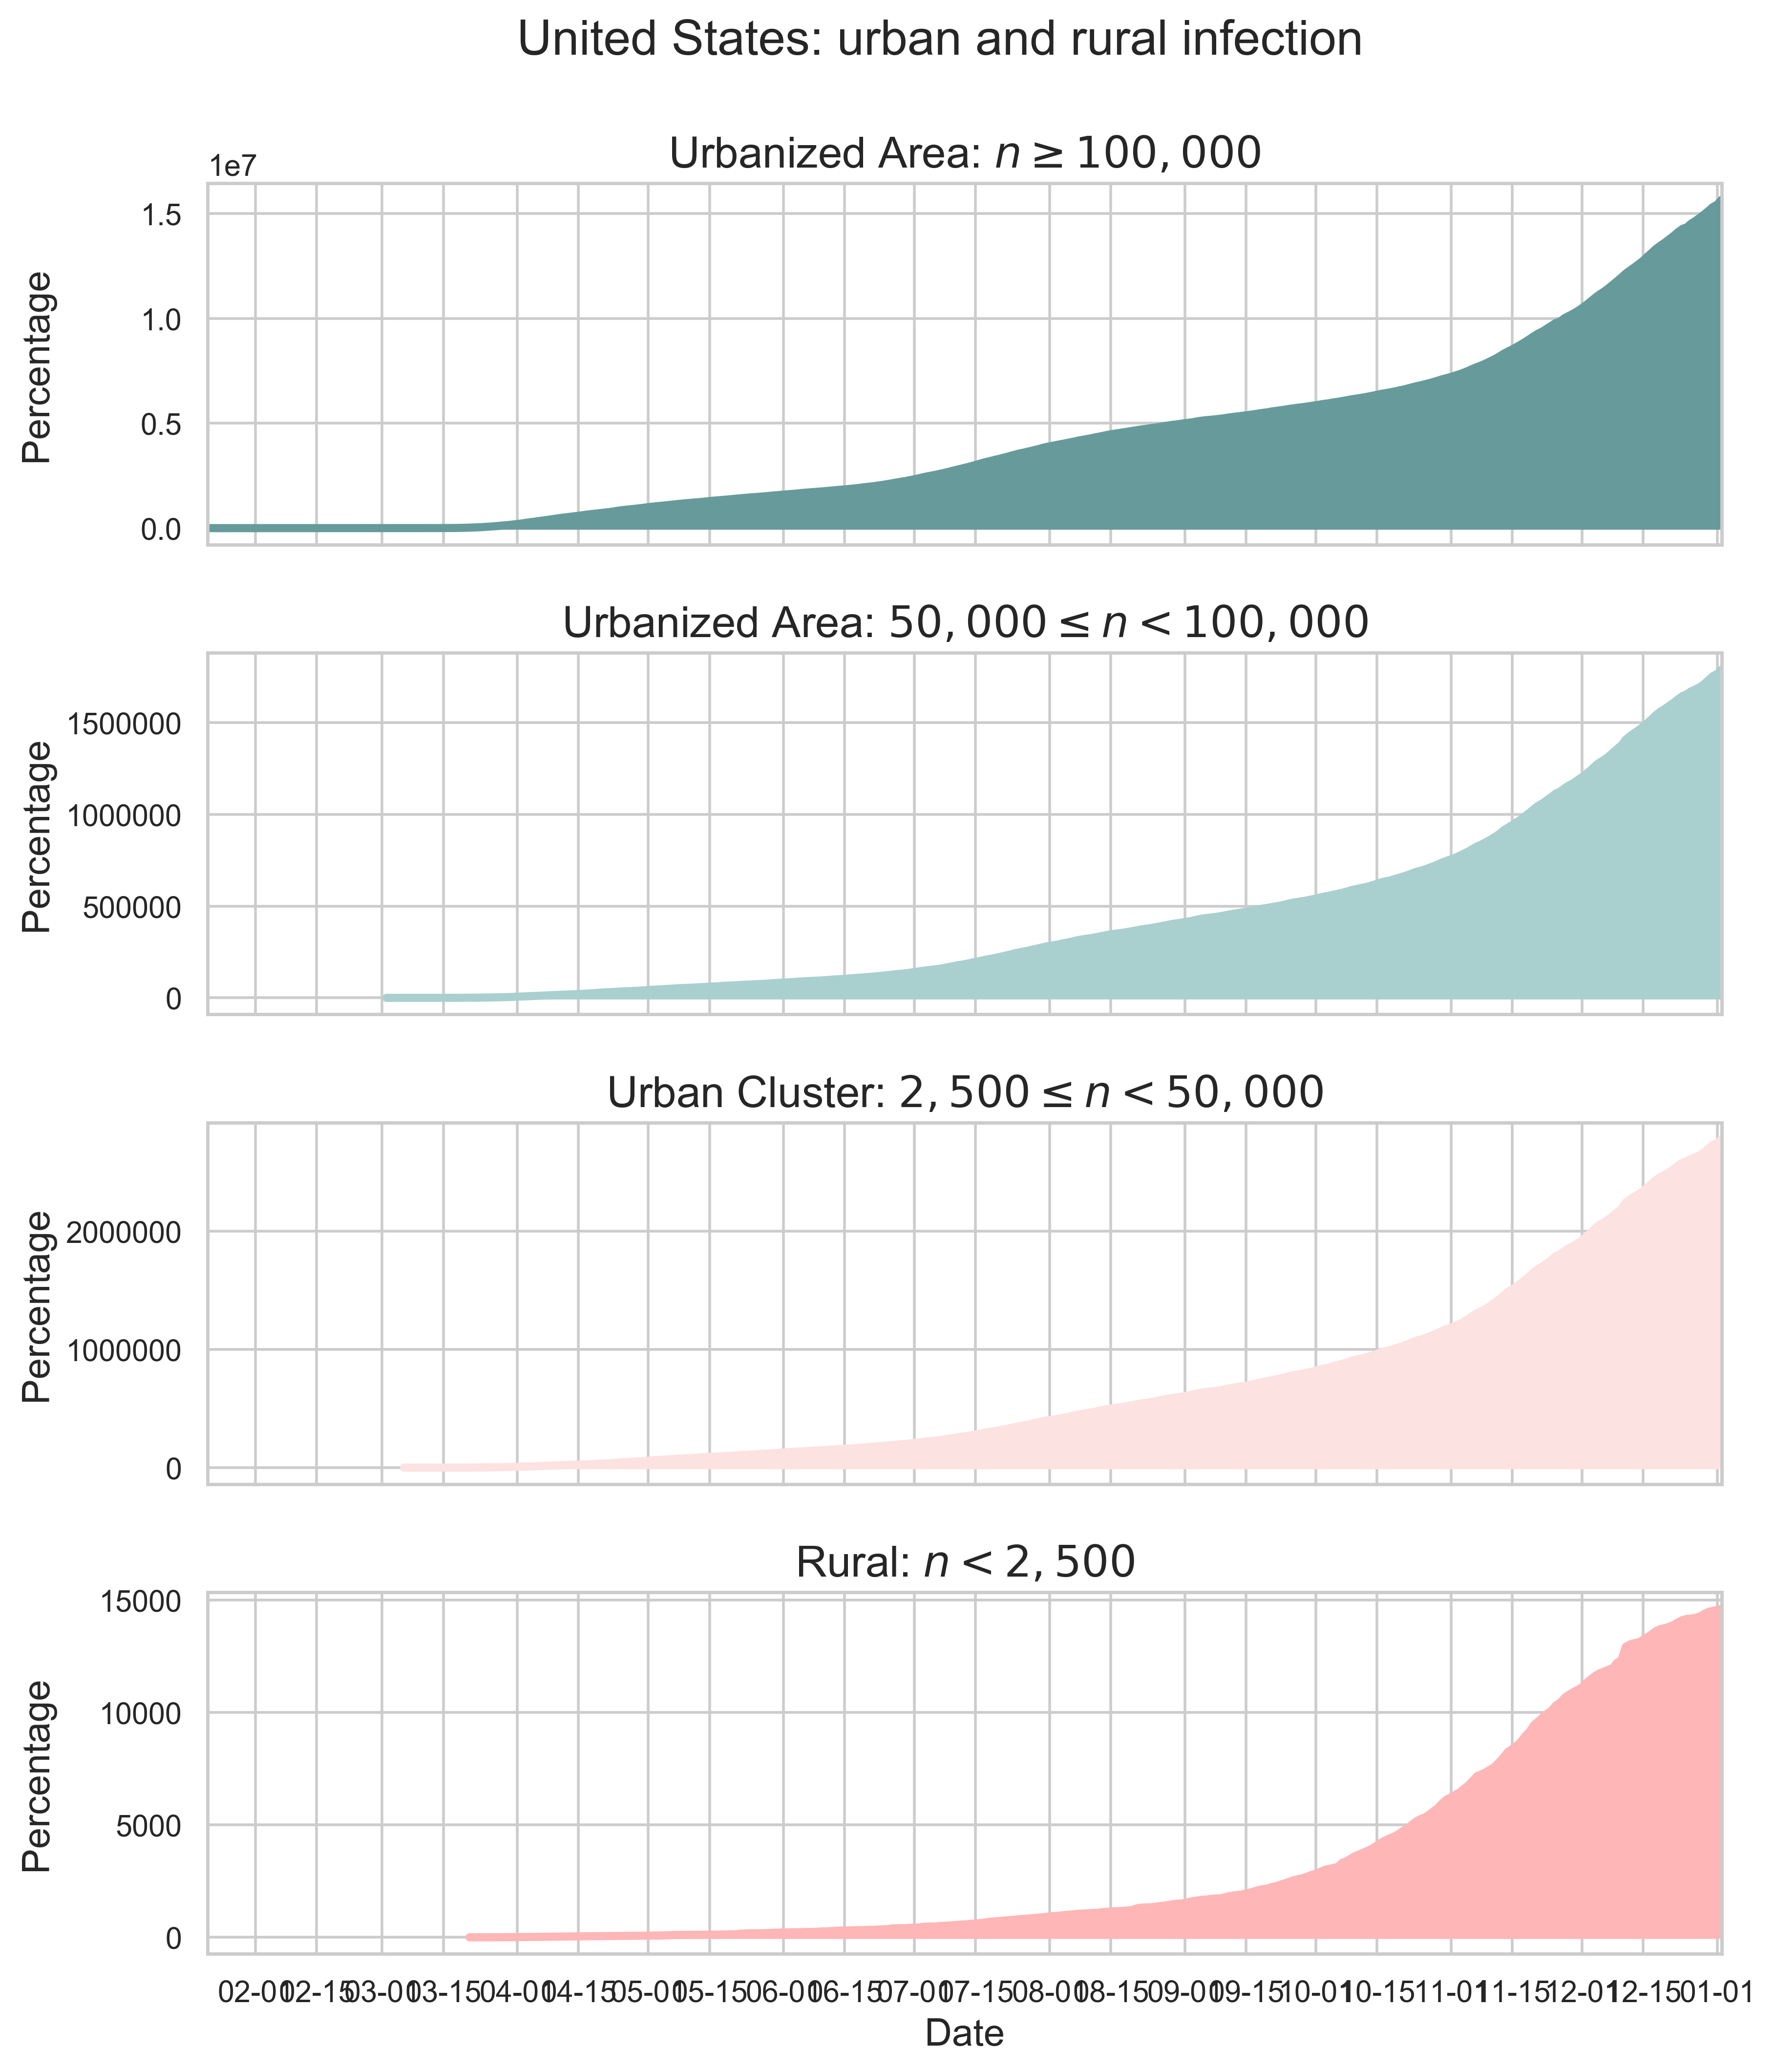 United States: urban and rural infection
Urbanized Area: n ≥ 100,000
1e7
1.5
1.0
0.5
0.0
Percentage
Urbanized Area: 50,000 ≤ n < 100,000
1500000
1000000
500000
0
Percentage
Urban Cluster: 2,500 ≤ n < 50,000
2000000
1000000
0
Percentage
Rural: n < 2,500
15000
10000
5000
0
Percentage
02-01 02-15 03-01 03-15 04-01 04-15 05-01 05-15 06-01 06-15 07-01 07-15 08-01 08-15 09-01 09-15 10-01 10-15 11-01 11-15 12-01 12-15 01-01
Date